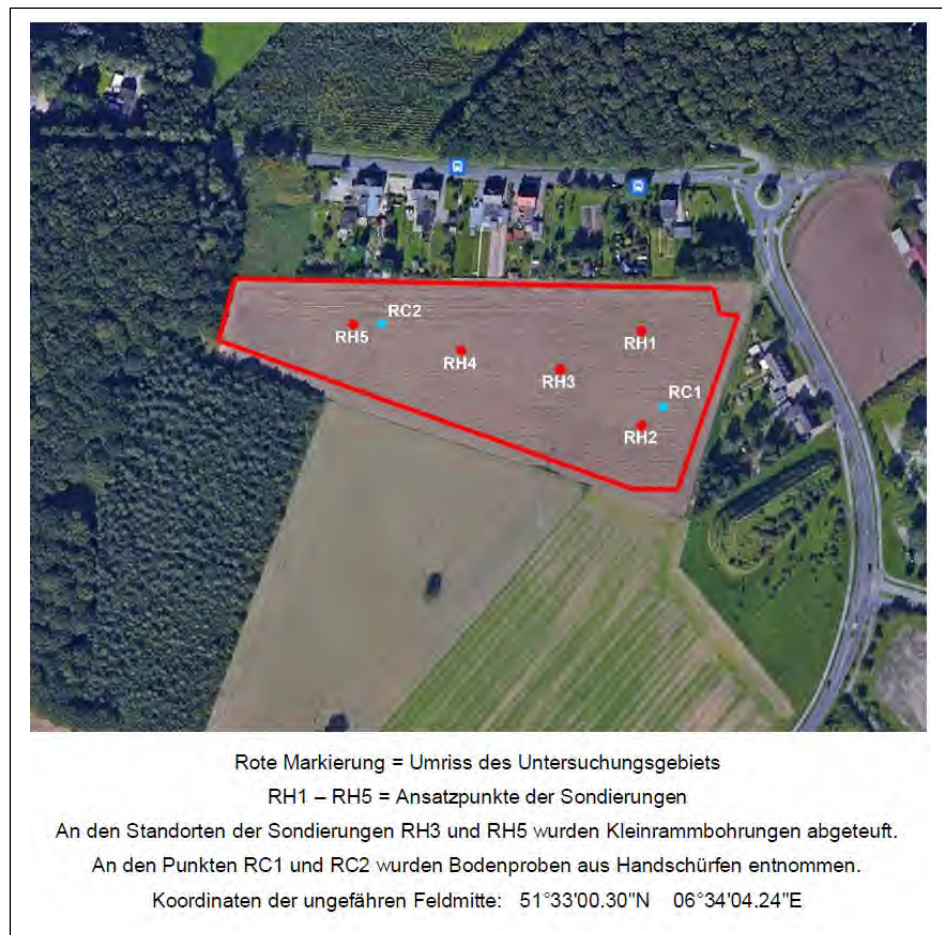 RC2
RH5
RH4
RH1
RH3
RC1
RH2
Rote Markierung = Umriss des Untersuchungsgebiets
RH1 – RH5 = Ansatzpunkte der Sondierungen
An den Standorten der Sondierungen RH3 und RH5 wurden Kleinrammbohrungen abgeteuft.
An den Punkten RC1 und RC2 wurden Bodenproben aus Handschürfen entnommen.
Koordinaten der ungefähren Feldmitte: 51°33'00.30"N 06°34'04.24"E